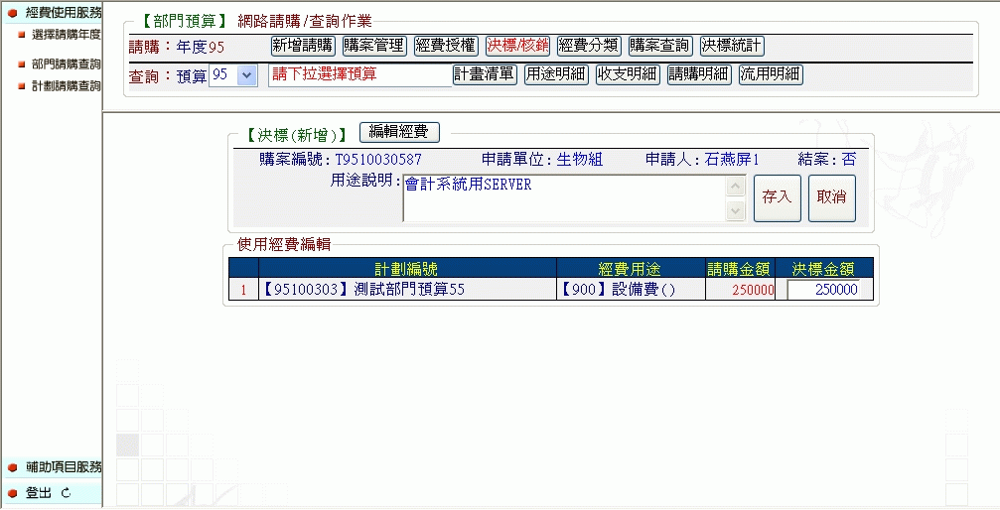 經費使用服務
選擇請購年度
部門請購查詢
計劃請購查詢
輔助項目服務
登出
【部門預算】 網路請購/查詢作業
請購：年度95 新增請購 購案管理 經費授權 決標/核銷 經費分類 購案查詢 決標統計
查詢：預算 95 請下拉選擇預算 計畫清單 用途明細 收支明細 請購明細 流用明細
【決標(新增)】 編輯經費
購案編號:T9510030587 申請單位:生物組 申請人:石燕屏1 結案:否
用途說明: 會計系統用SERVER 存入 取消
使用經費編輯
計劃編號 經費用途 請購金額 決標金額
1 【95100303】測試部門預算55 【900】設備費() 250000 250000